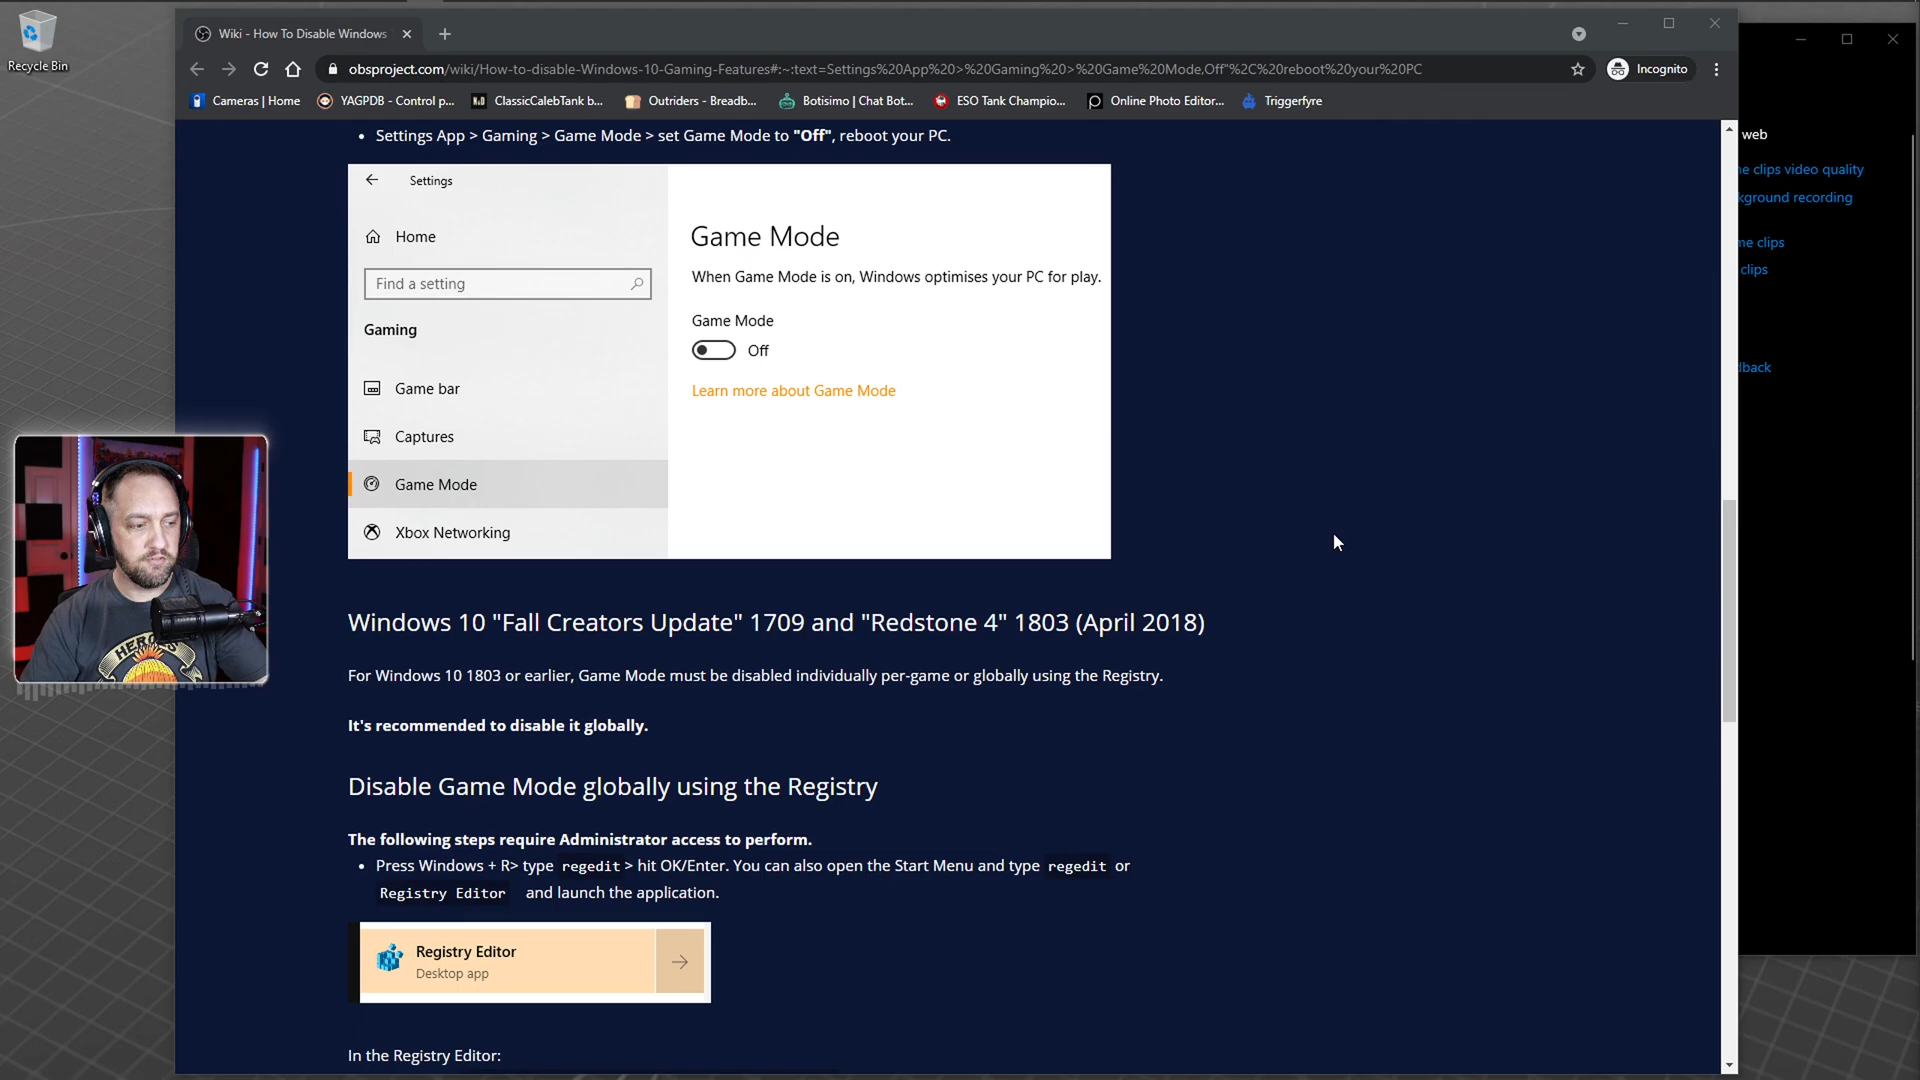 Recycle Bin
Wiki - How To Disable Windows
obsproject.com/wiki/How-to-disable-Windows-10-Gaming-Features#:~:text=Settings%20App%20>%20Gaming%20>%20Game%20Mode,Off"%2C%20reboot%20your%20PC
Incognito
Cameras | Home
YAGPDB - Control p...
ClassicCalebTank b...
Outriders - Breadb...
Botisimo | Chat Bot...
ESO Tank Champio...
Online Photo Editor...
Triggerfyre
• Settings App > Gaming > Game Mode > set Game Mode to "Off", reboot your PC.
Settings
Home
Find a setting
Gaming
Game bar
Captures
Game Mode
Xbox Networking
Game Mode
When Game Mode is on, Windows optimises your PC for play.
Game Mode
Off
Learn more about Game Mode
Windows 10 "Fall Creators Update" 1709 and "Redstone 4" 1803 (April 2018)
For Windows 10 1803 or earlier, Game Mode must be disabled individually per-game or globally using the Registry.
It's recommended to disable it globally.
Disable Game Mode globally using the Registry
The following steps require Administrator access to perform.
• Press Windows + R> type regedit > hit OK/Enter. You can also open the Start Menu and type regedit or
Registry Editor and launch the application.
Registry Editor
Desktop app
In the Registry Editor:
web
clips video quality
kground recording
me clips
clips
dback